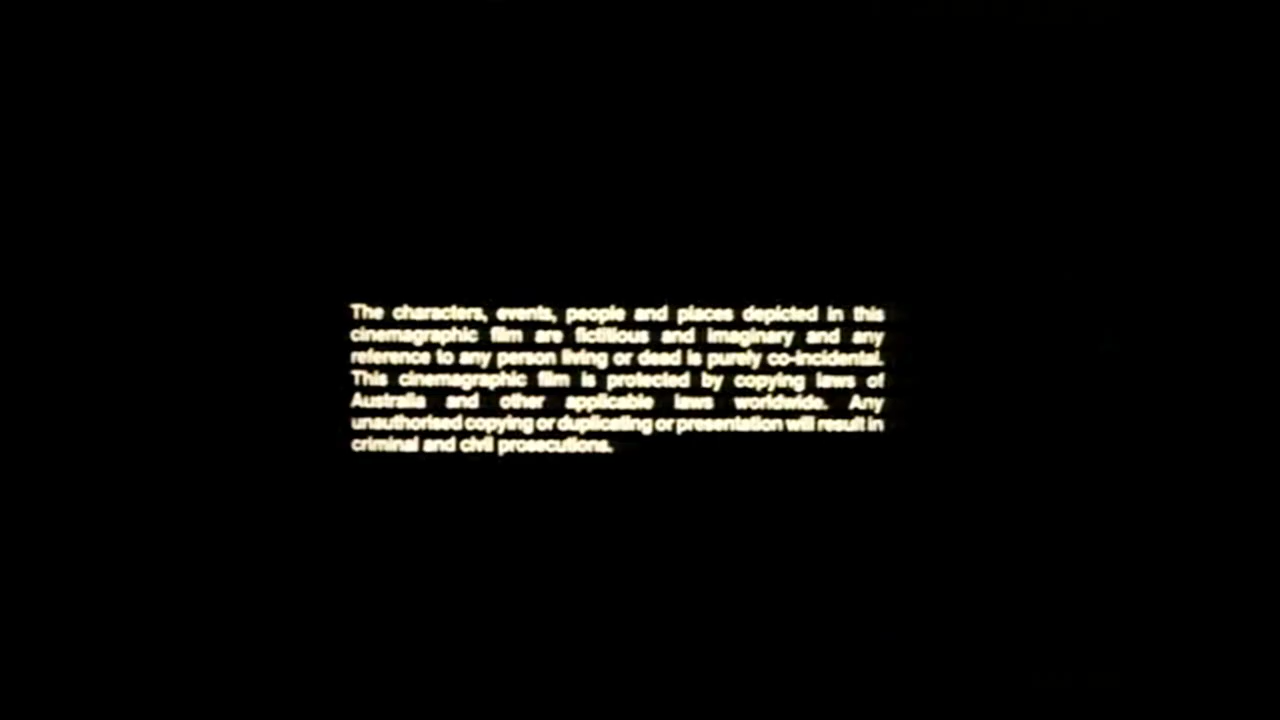 The characters, events, people and places depicted in this
cinemagraphic film are fictitious and imaginary and any
reference to any person living or dead is purely co-incidental.
This cinemagraphic film is protected by copying laws of
Australia and other applicable laws worldwide. Any
unauthorised copying or duplicating or presentation will result in
criminal and civil prosecutions.